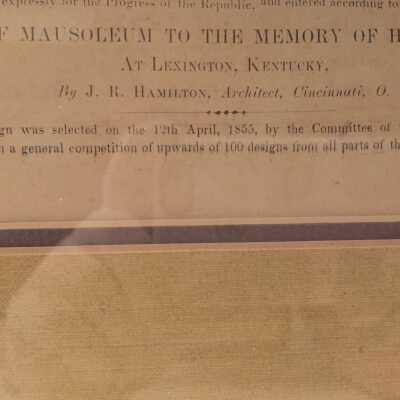 expressly for the Progress of the Republic, and entered according to
F MAUSOLEUM TO THE MEMORY OF H
AT LEXINGTON, KENTUCKY,
By J. R. HAMILTON, Architect, Cincinnati, O.
gn was selected on the 12th April, 1855, by the Committee of
n a general competition of upwards of 100 designs from all parts of th